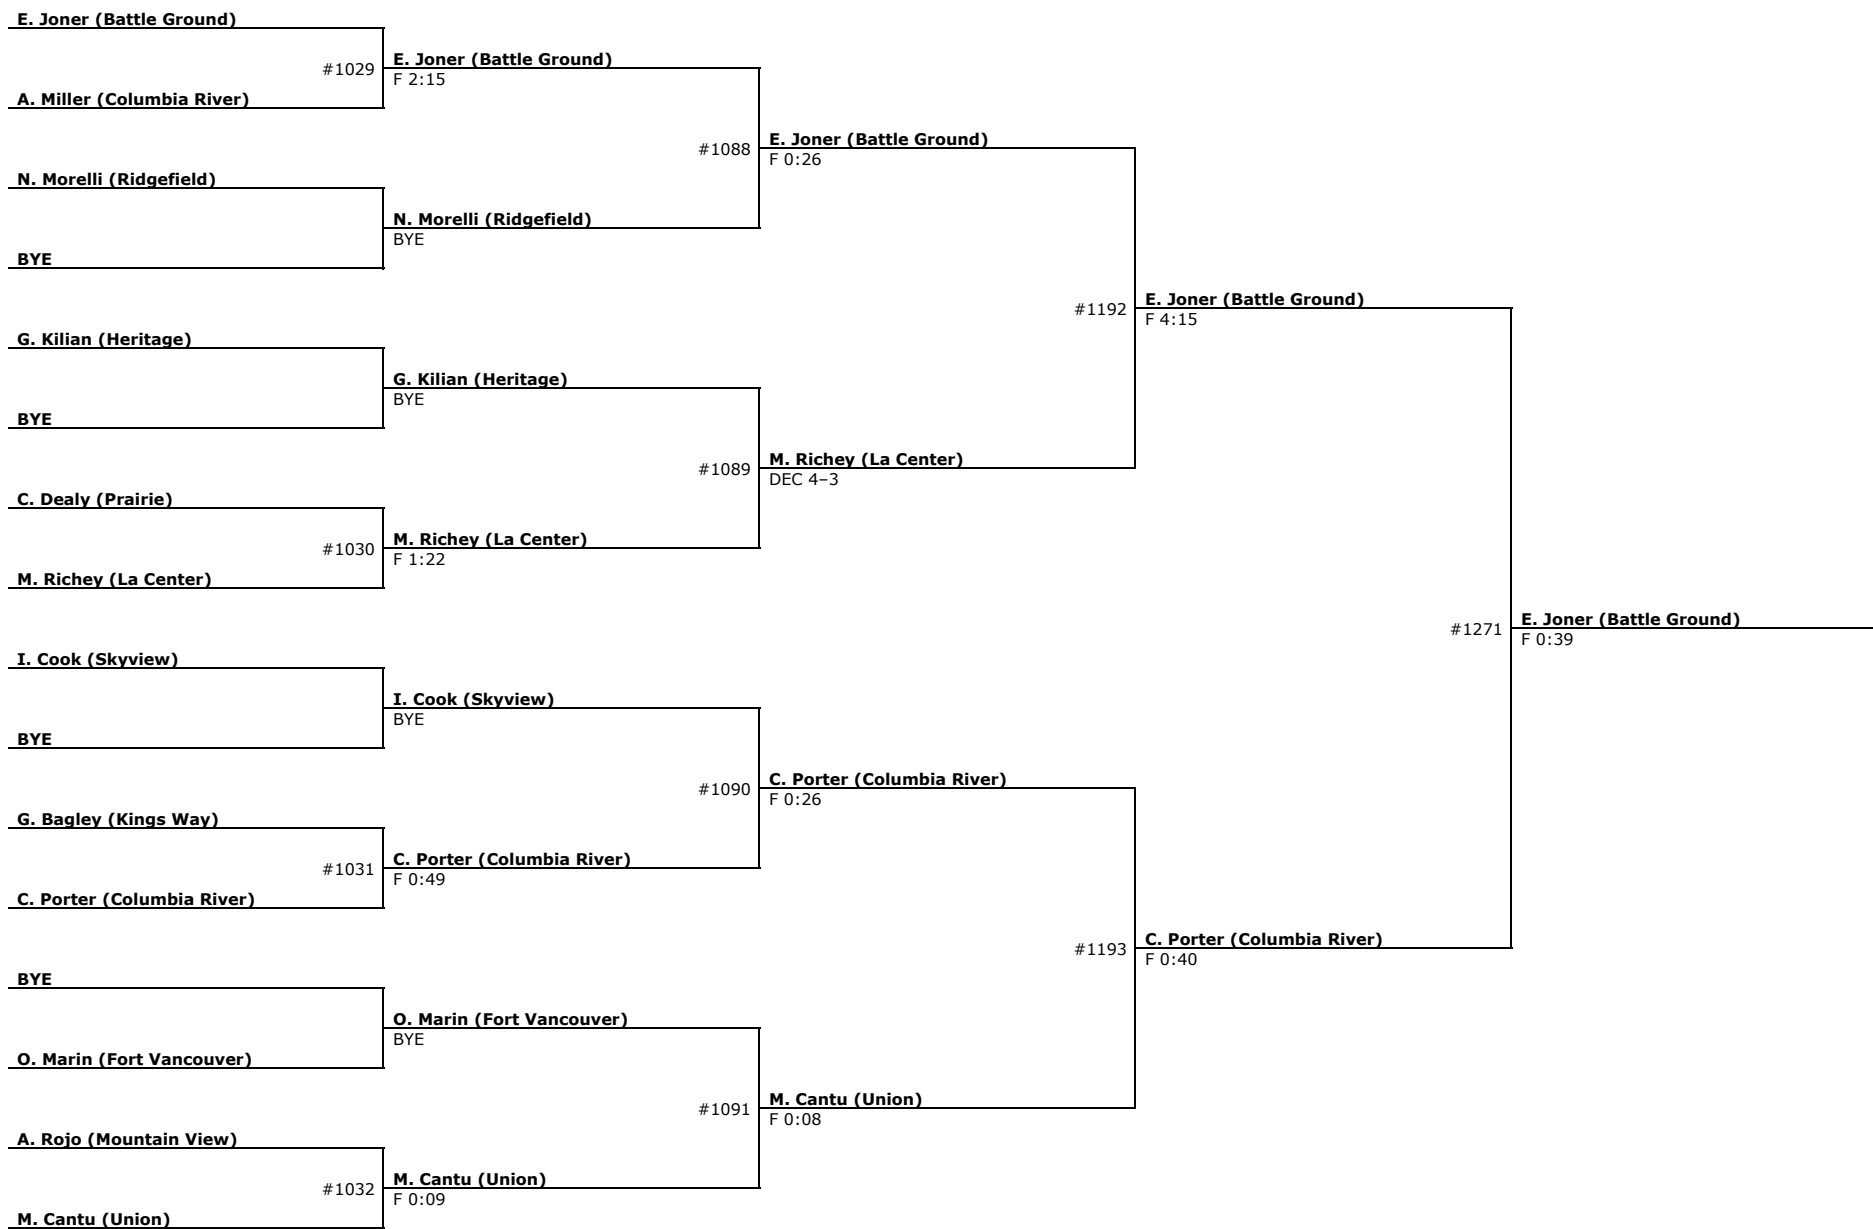 E. Joner (Battle Ground)
#1029
A. Miller (Columbia River)
N. Morelli (Ridgefield)
BYE
G. Kilian (Heritage)
BYE
C. Dealy (Prairie)
#1030
M. Richey (La Center)
I. Cook (Skyview)
BYE
G. Bagley (Kings Way)
#1031
C. Porter (Columbia River)
BYE
O. Marin (Fort Vancouver)
A. Rojo (Mountain View)
#1032
M. Cantu (Union)
E. Joner (Battle Ground)
F 2:15
#1088
N. Morelli (Ridgefield)
BYE
G. Kilian (Heritage)
BYE
#1089
M. Richey (La Center)
F 1:22
I. Cook (Skyview)
BYE
#1090
C. Porter (Columbia River)
F 0:49
O. Marin (Fort Vancouver)
BYE
#1091
M. Cantu (Union)
F 0:09
E. Joner (Battle Ground)
F 0:26
#1192
M. Richey (La Center)
DEC 4–3
C. Porter (Columbia River)
F 0:26
#1193
M. Cantu (Union)
F 0:08
E. Joner (Battle Ground)
F 4:15
#1271
C. Porter (Columbia River)
F 0:40
E. Joner (Battle Ground)
F 0:39